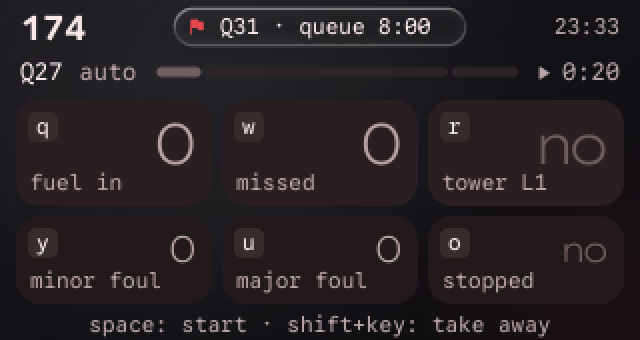 174 Q31 · queue 8:00 23:33
Q27 auto 0:20
q 0 w 0 r no
fuel in missed tower L1
y 0 u 0 o no
minor foul major foul stopped
space: start · shift+key: take away